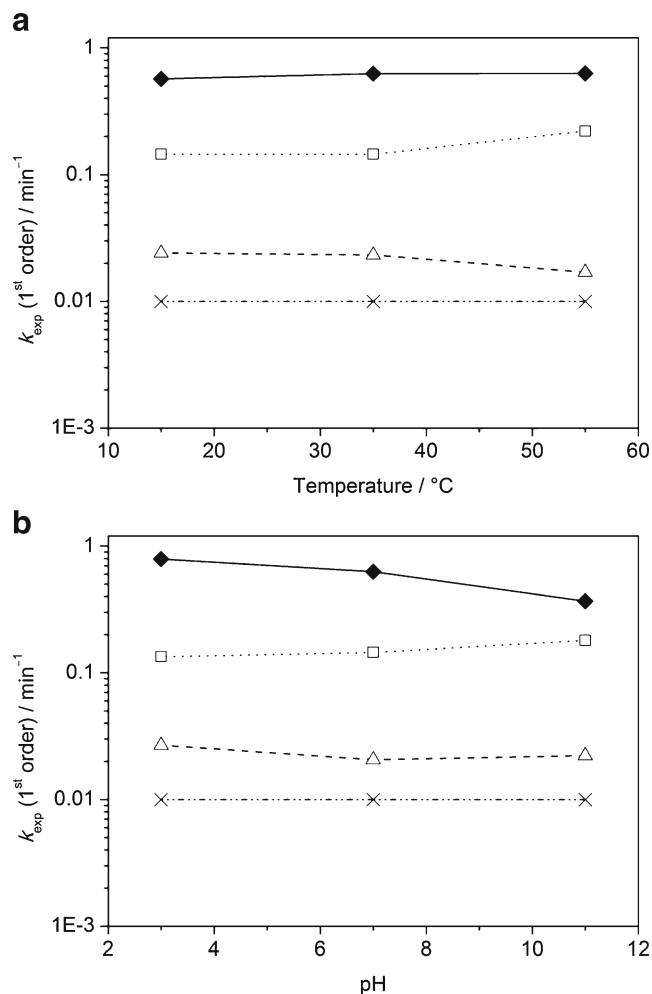 a
1
0.1
0.01
1E-3
k_exp (1st order) / min⁻¹
10 20 30 40 50 60
Temperature / °C
b
1
0.1
0.01
1E-3
k_exp (1st order) / min⁻¹
2 4 6 8 10 12
pH